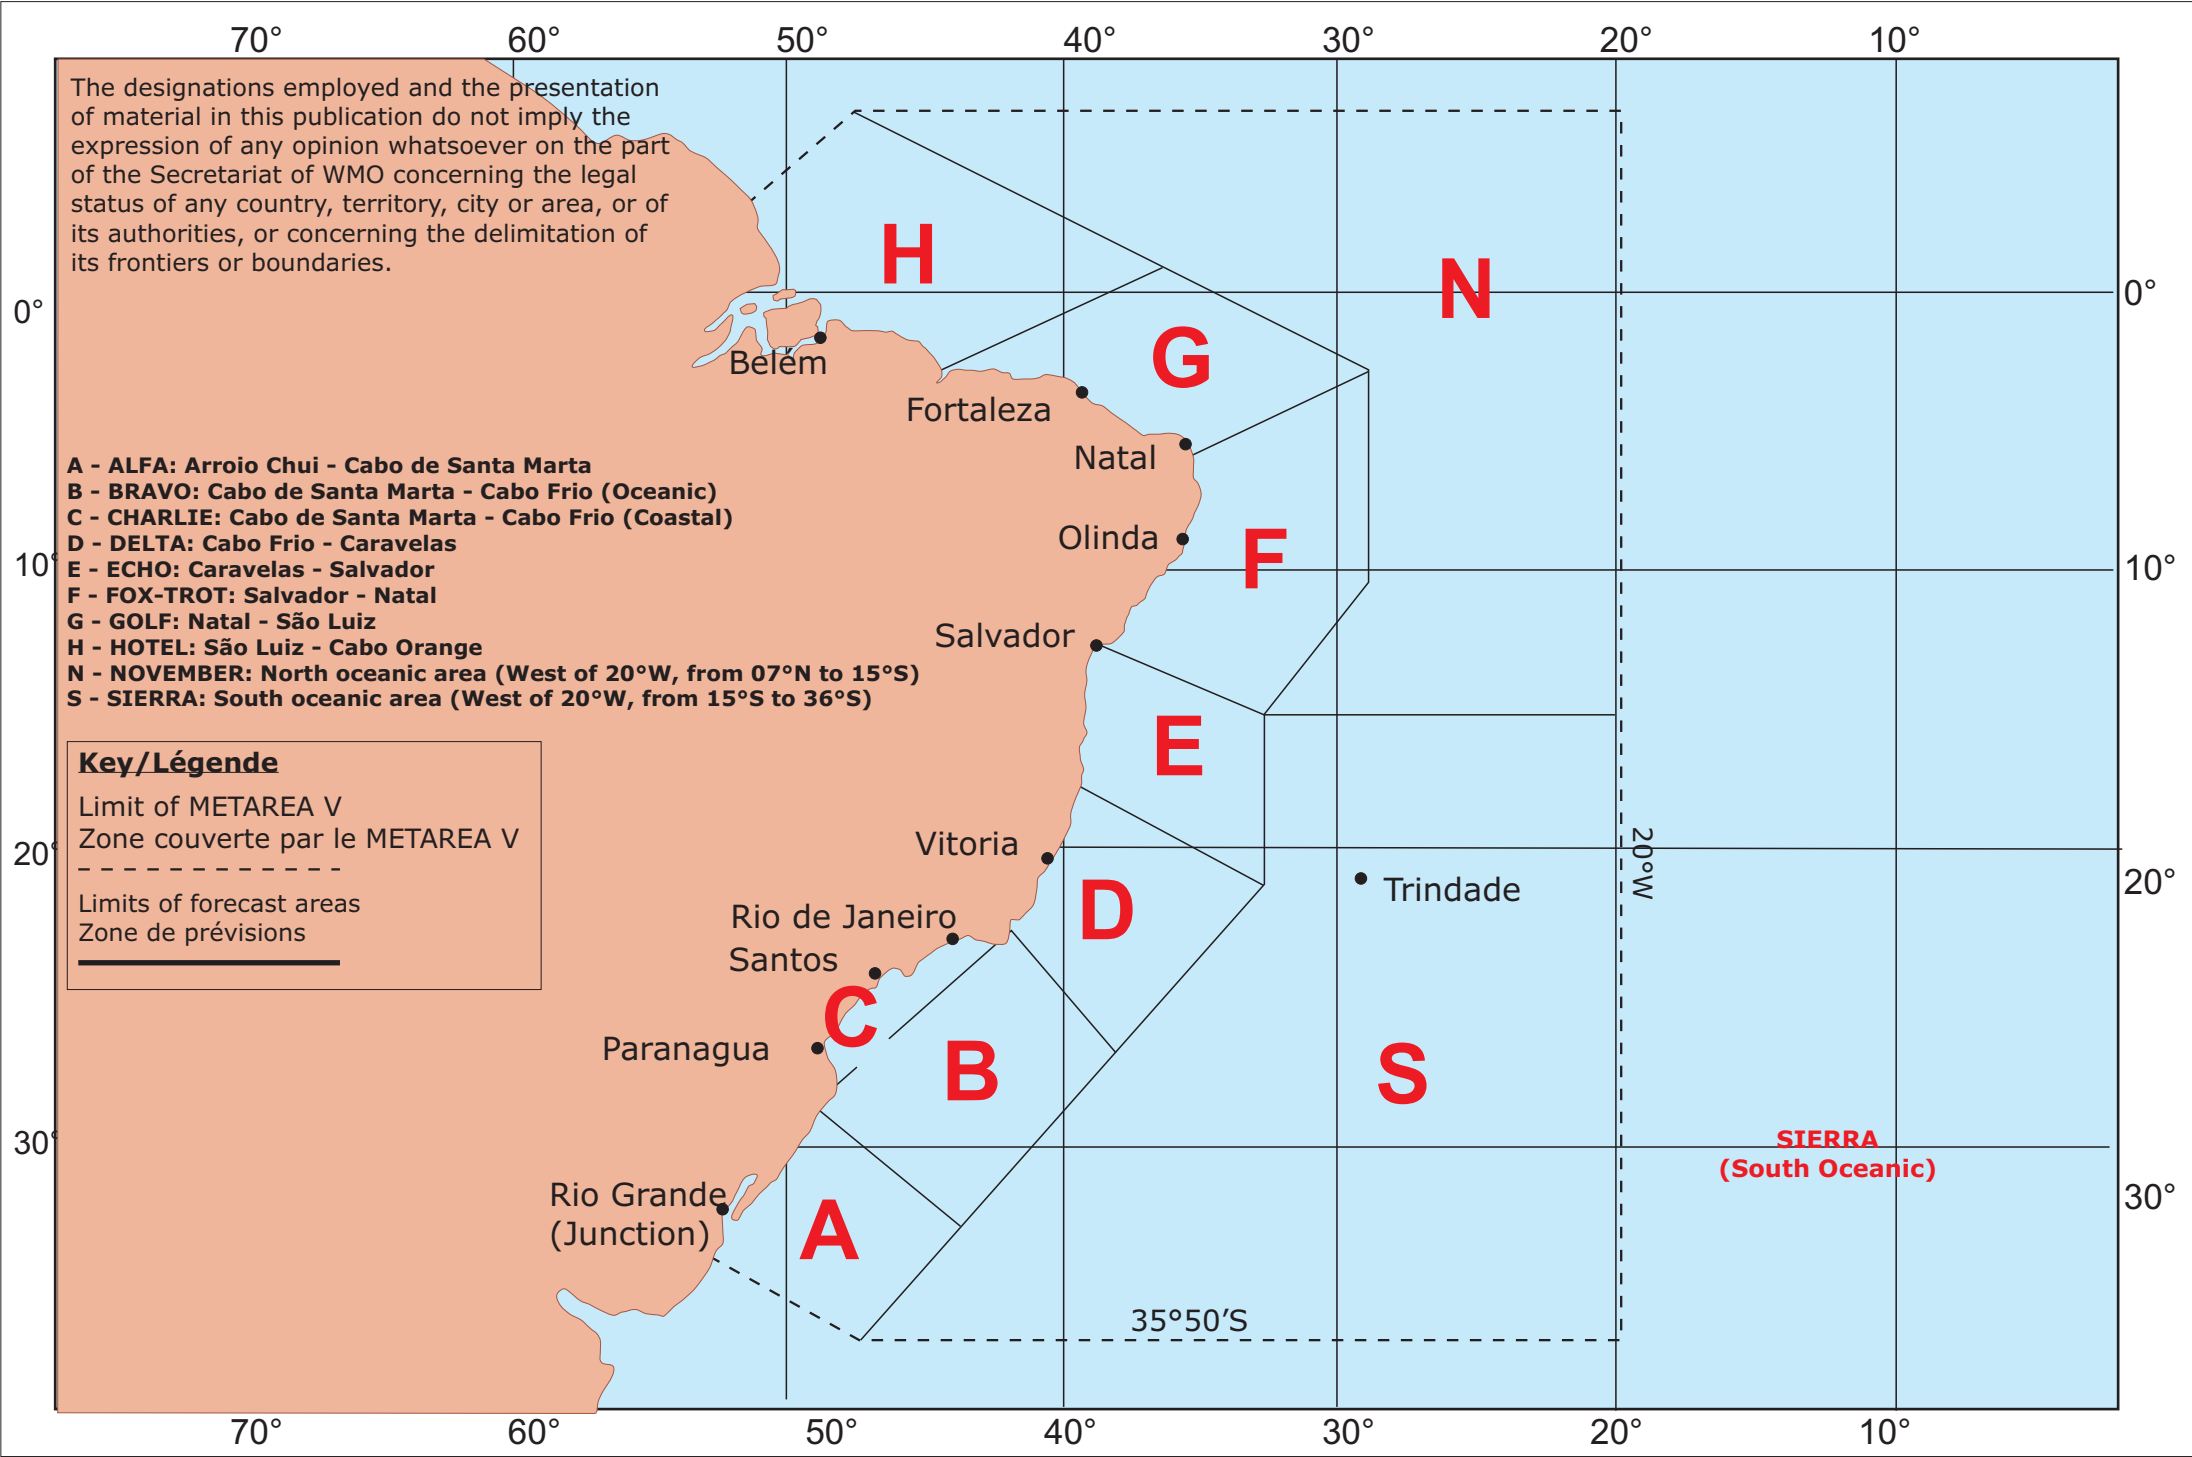 70° 60° 50° 40° 30° 20° 10°
The designations employed and the presentation
of material in this publication do not imply the
expression of any opinion whatsoever on the part
of the Secretariat of WMO concerning the legal
status of any country, territory, city or area, or of
its authorities, or concerning the delimitation of
its frontiers or boundaries.
H
N
0° 0°
G
Belém
Fortaleza
Natal
A - ALFA: Arroio Chui - Cabo de Santa Marta
B - BRAVO: Cabo de Santa Marta - Cabo Frio (Oceanic)
C - CHARLIE: Cabo de Santa Marta - Cabo Frio (Coastal)
D - DELTA: Cabo Frio - Caravelas
E - ECHO: Caravelas - Salvador
F - FOX-TROT: Salvador - Natal
G - GOLF: Natal - São Luiz
H - HOTEL: São Luiz - Cabo Orange
N - NOVEMBER: North oceanic area (West of 20°W, from 07°N to 15°S)
S - SIERRA: South oceanic area (West of 20°W, from 15°S to 36°S)
Olinda
F
10° 10°
Salvador
E
Key/Légende
Limit of METAREA V
Zone couverte par le METAREA V
Limits of forecast areas
Zone de prévisions
Vitoria
20° 20°
20°W
Trindade
D
Rio de Janeiro
Santos
C
Paranagua
B
S
30° 30°
SIERRA
(South Oceanic)
Rio Grande
(Junction)
A
35°50’S
70° 60° 50° 40° 30° 20° 10°